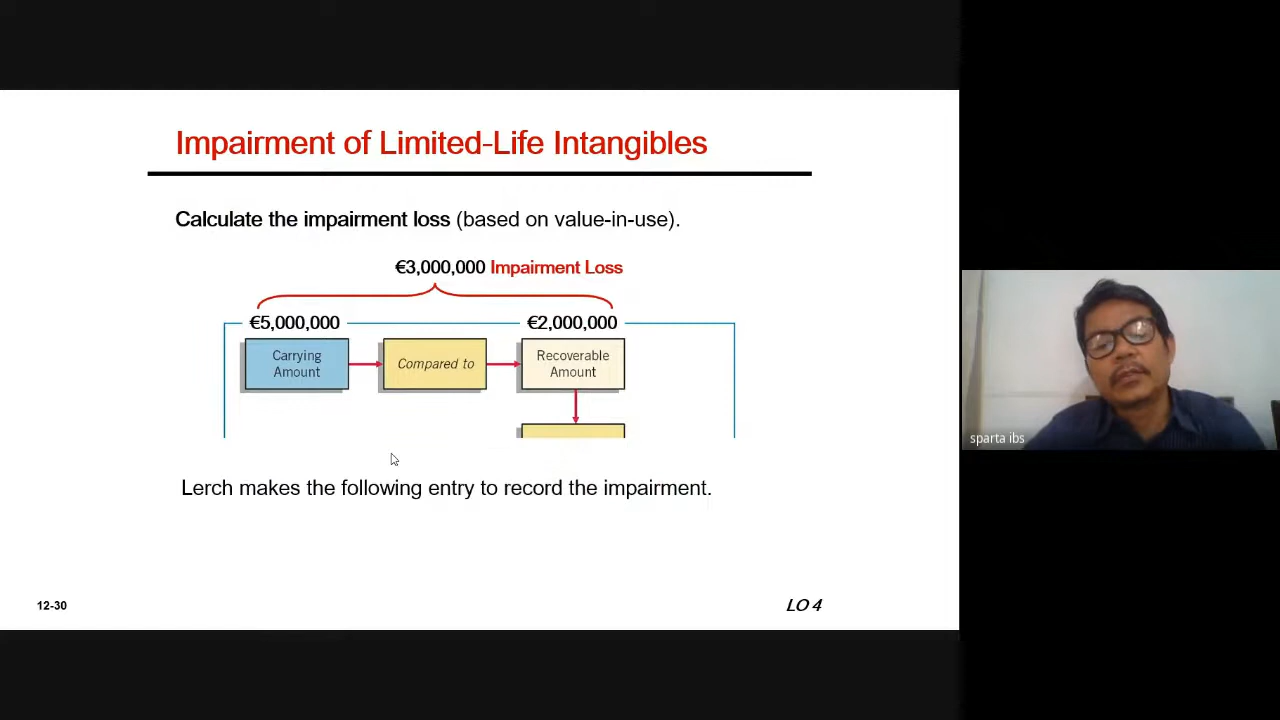 Impairment of Limited-Life Intangibles
Calculate the impairment loss (based on value-in-use).
€3,000,000 Impairment Loss
€5,000,000
€2,000,000
Carrying
Amount
Compared to
Recoverable
Amount
Lerch makes the following entry to record the impairment.
12-30
LO 4
sparta ibs